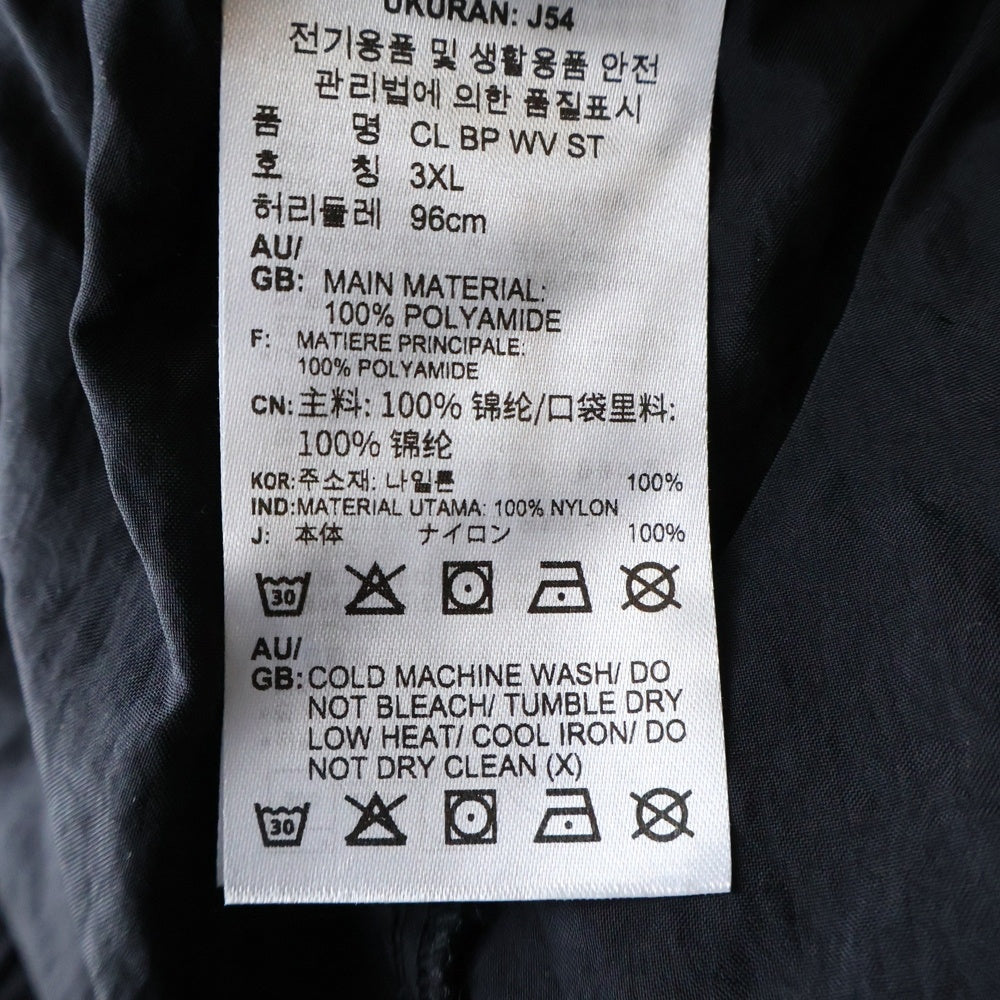 UKURAN: J54
전기용품 및 생활용품 안전
관리법에 의한 품질표시
품 명 CL BP WV ST
호 칭 3XL
허리둘레 96cm
AU/
GB: MAIN MATERIAL:
100% POLYAMIDE
F: MATIERE PRINCIPALE:
100% POLYAMIDE
CN: 主料: 100% 锦纶/口袋里料:
100% 锦纶
KOR: 주소재: 나일론 100%
IND: MATERIAL UTAMA: 100% NYLON
J: 本体 ナイロン 100%
30
AU/
GB: COLD MACHINE WASH/ DO
NOT BLEACH/ TUMBLE DRY
LOW HEAT/ COOL IRON/ DO
NOT DRY CLEAN (X)
30